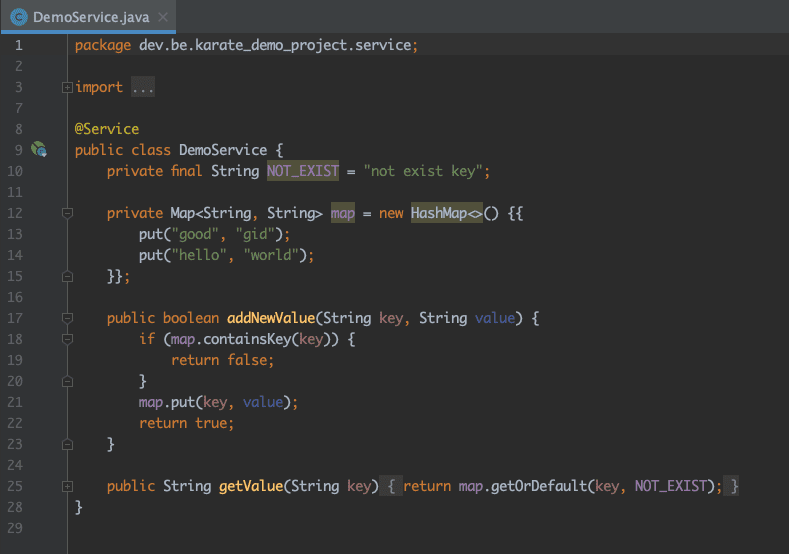 DemoService.java
1 package dev.be.karate_demo_project.service;
2
3 import ...
7
8 @Service
9 public class DemoService {
10 private final String NOT_EXIST = "not exist key";
11
12 private Map<String, String> map = new HashMap<>() {{
13 put("good", "gid");
14 put("hello", "world");
15 }};
16
17 public boolean addNewValue(String key, String value) {
18 if (map.containsKey(key)) {
19 return false;
20 }
21 map.put(key, value);
22 return true;
23 }
24
25 public String getValue(String key) { return map.getOrDefault(key, NOT_EXIST); }
28 }
29